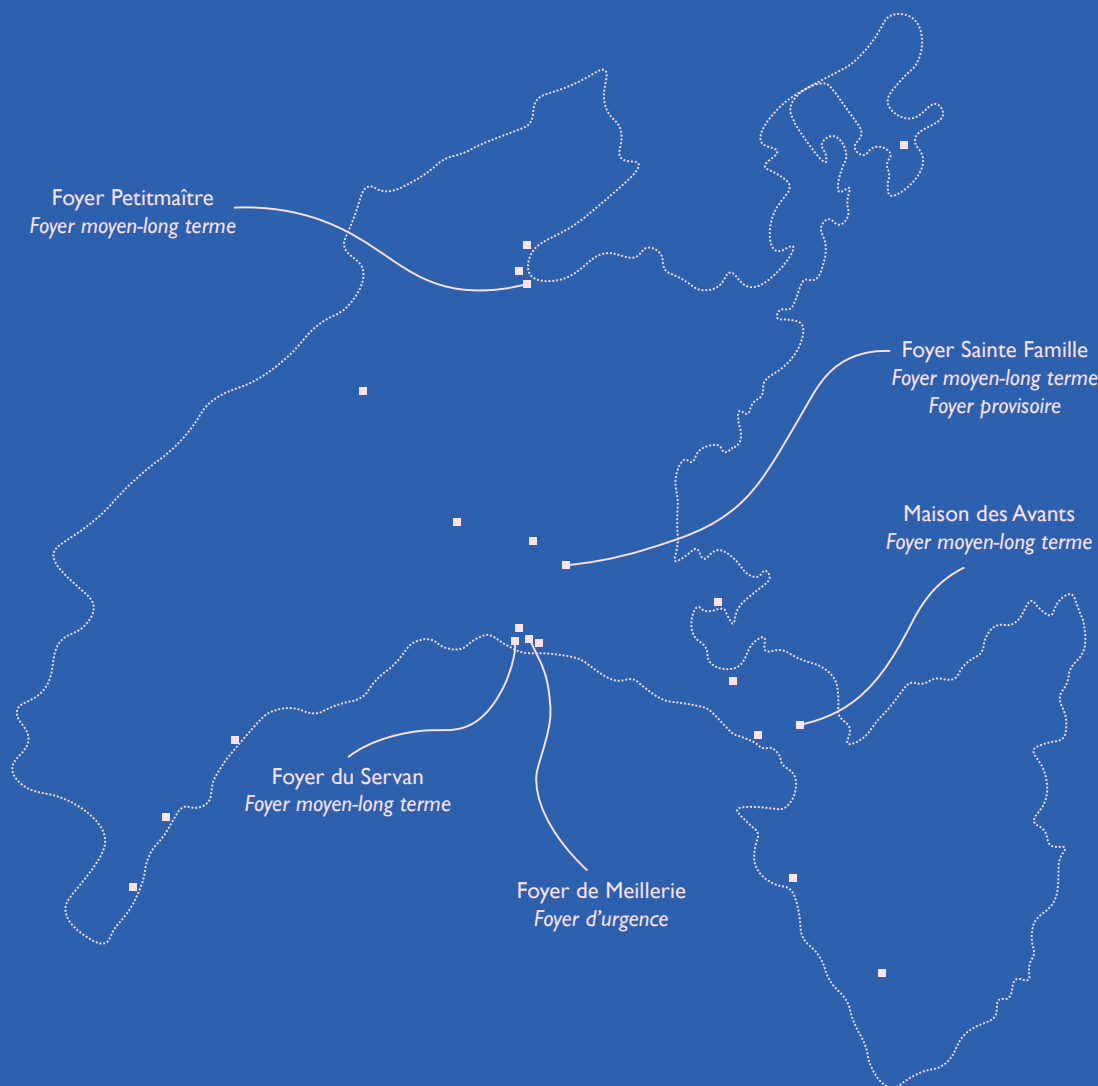 Foyer Petitmaître
Foyer moyen-long terme
Foyer Sainte Famille
Foyer moyen-long terme
Foyer provisoire
Maison des Avants
Foyer moyen-long terme
Foyer du Servan
Foyer moyen-long terme
Foyer de Meillerie
Foyer d’urgence